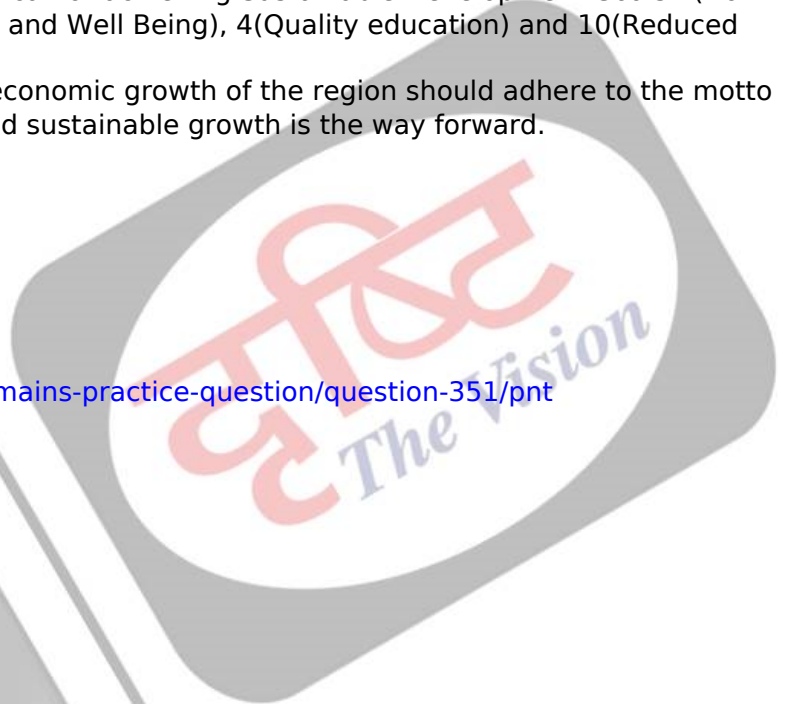 and Well Being), 4(Quality education) and 10(Reduced
economic growth of the region should adhere to the motto
d sustainable growth is the way forward.
दृष्टि
The Vision
mains-practice-question/question-351/pnt